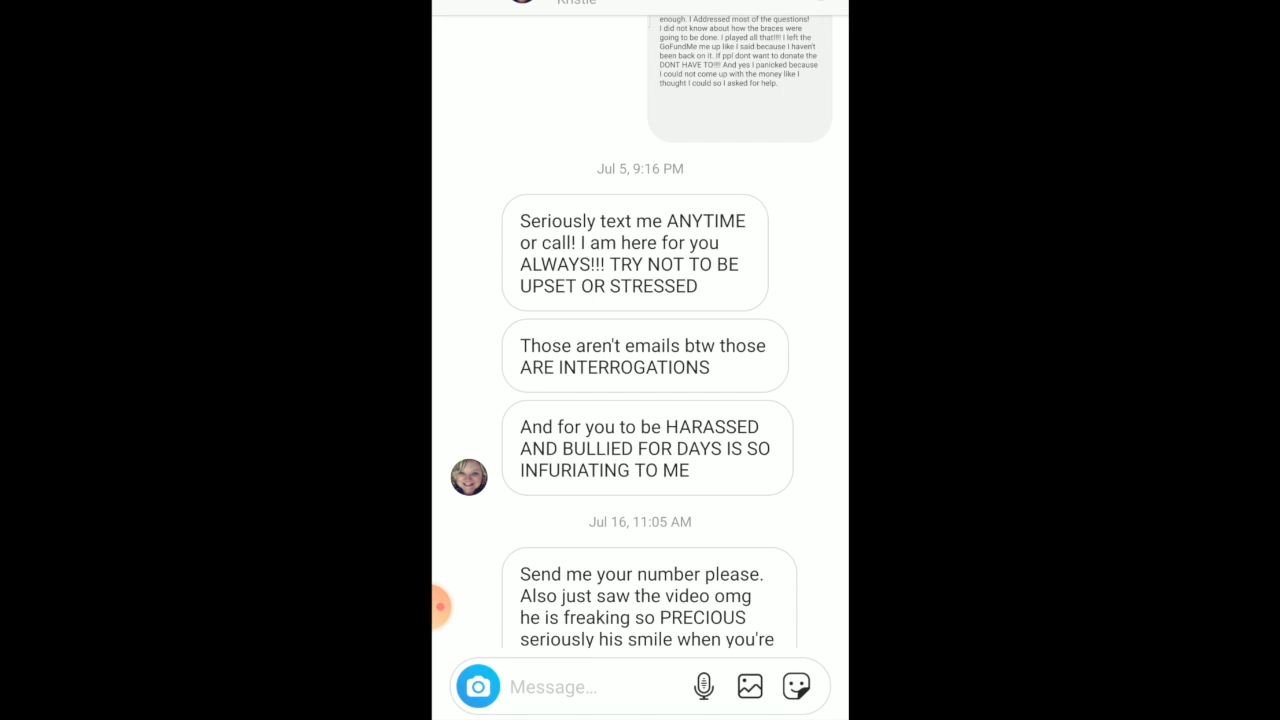 Kristie
enough. I Addressed most of the questions!
I did not know about how the braces were
going to be done. I played all that!!!! I left the
GoFundMe me up like I said because I haven't
been back on it. If ppl dont want to donate the
DONT HAVE TO!!!! And yes I panicked because
I could not come up with the money like I
thought I could so I asked for help.
Jul 5, 9:16 PM
Seriously text me ANYTIME
or call! I am here for you
ALWAYS!!! TRY NOT TO BE
UPSET OR STRESSED
Those aren't emails btw those
ARE INTERROGATIONS
And for you to be HARASSED
AND BULLIED FOR DAYS IS SO
INFURIATING TO ME
Jul 16, 11:05 AM
Send me your number please.
Also just saw the video omg
he is freaking so PRECIOUS
seriously his smile when you're
Message...